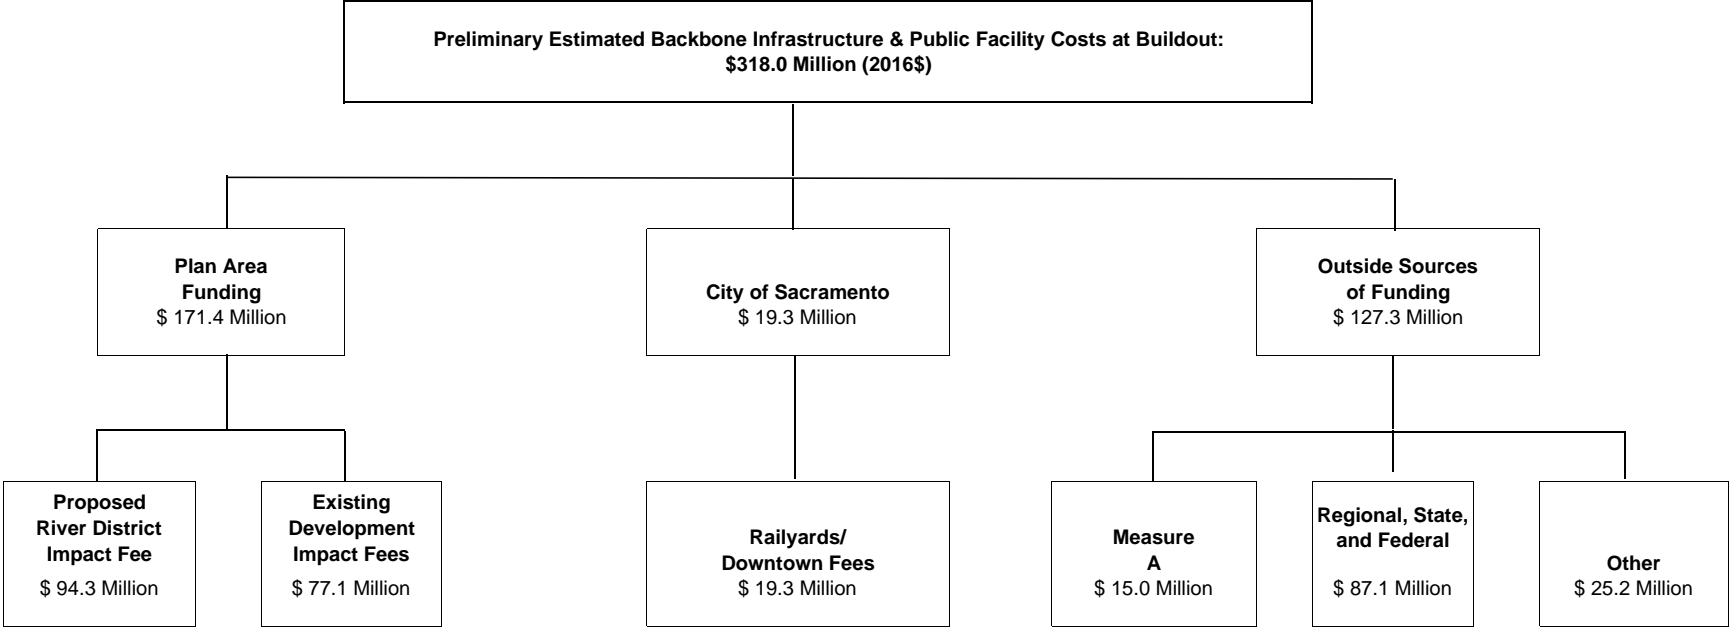 Preliminary Estimated Backbone Infrastructure & Public Facility Costs at Buildout:
$318.0 Million (2016$)
Plan Area
Funding
$ 171.4 Million
City of Sacramento
$ 19.3 Million
Outside Sources
of Funding
$ 127.3 Million
Proposed
River District
Impact Fee
$ 94.3 Million
Existing
Development
Impact Fees
$ 77.1 Million
Railyards/
Downtown Fees
$ 19.3 Million
Measure
A
$ 15.0 Million
Regional, State,
and Federal
$ 87.1 Million
Other
$ 25.2 Million